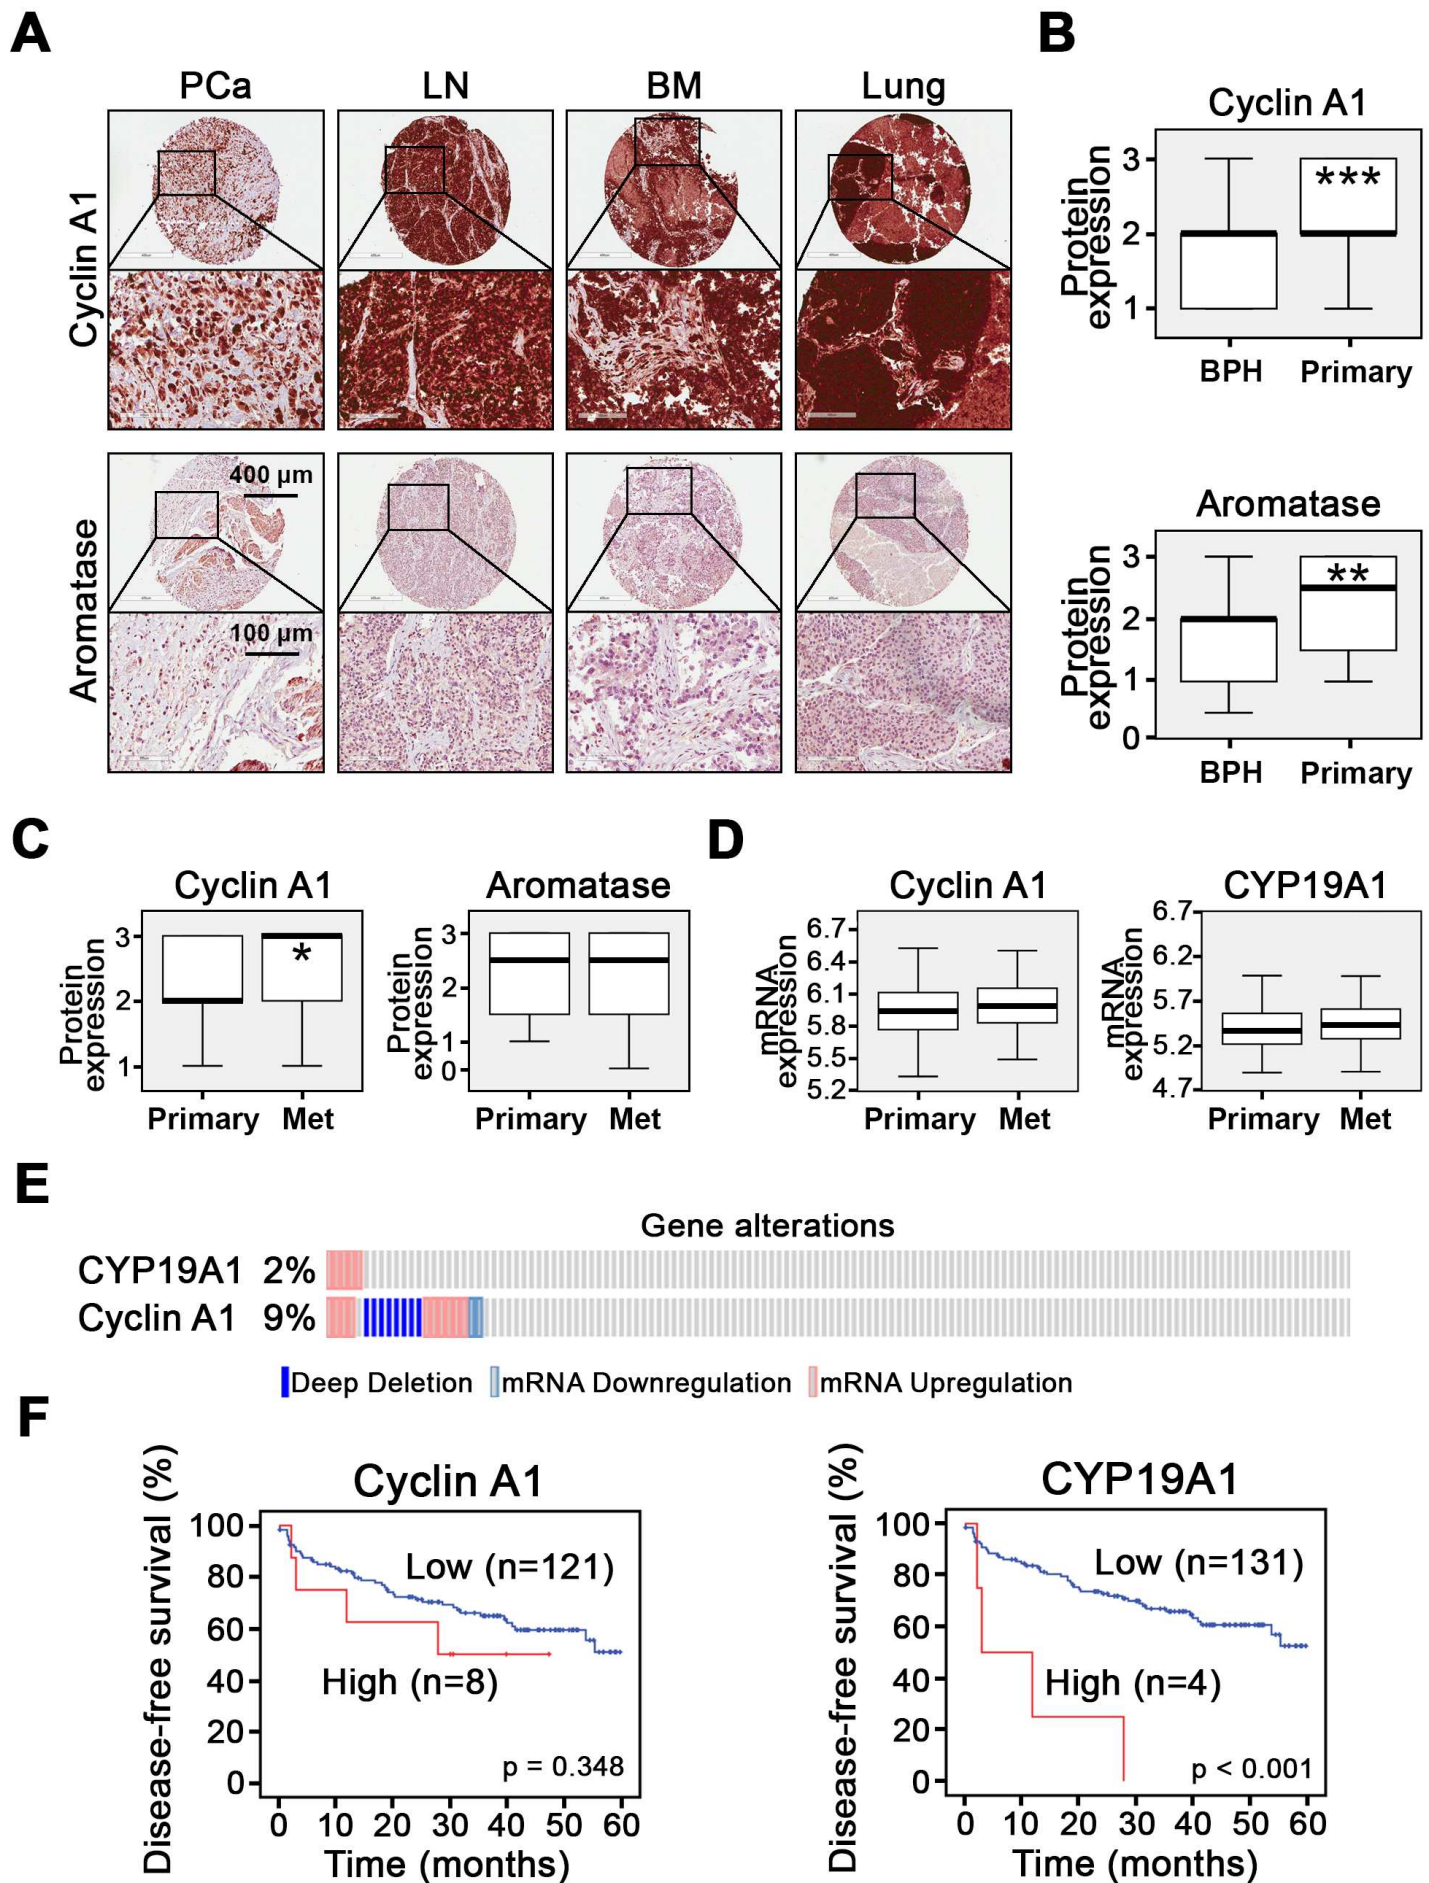 A
B
PCa LN BM Lung
Cyclin A1
Aromatase
400 µm
100 µm
Cyclin A1
Protein
expression
3
2
1
BPH Primary
***
Aromatase
Protein
expression
3
2
1
0
BPH Primary
**
C
D
Cyclin A1
Protein
expression
3
2
1
*
Primary Met
Aromatase
Protein
expression
3
2
1
0
Primary Met
Cyclin A1
mRNA
expression
6.7
6.4
6.1
5.8
5.5
5.2
Primary Met
CYP19A1
mRNA
expression
6.7
6.2
5.7
5.2
4.7
Primary Met
E
Gene alterations
CYP19A1 2%
Cyclin A1 9%
Deep Deletion mRNA Downregulation mRNA Upregulation
F
Cyclin A1
Disease-free survival (%)
100
80
60
40
20
0
Low (n=121)
High (n=8)
p = 0.348
0 10 20 30 40 50 60
Time (months)
CYP19A1
Disease-free survival (%)
100
80
60
40
20
0
Low (n=131)
High (n=4)
p < 0.001
0 10 20 30 40 50 60
Time (months)